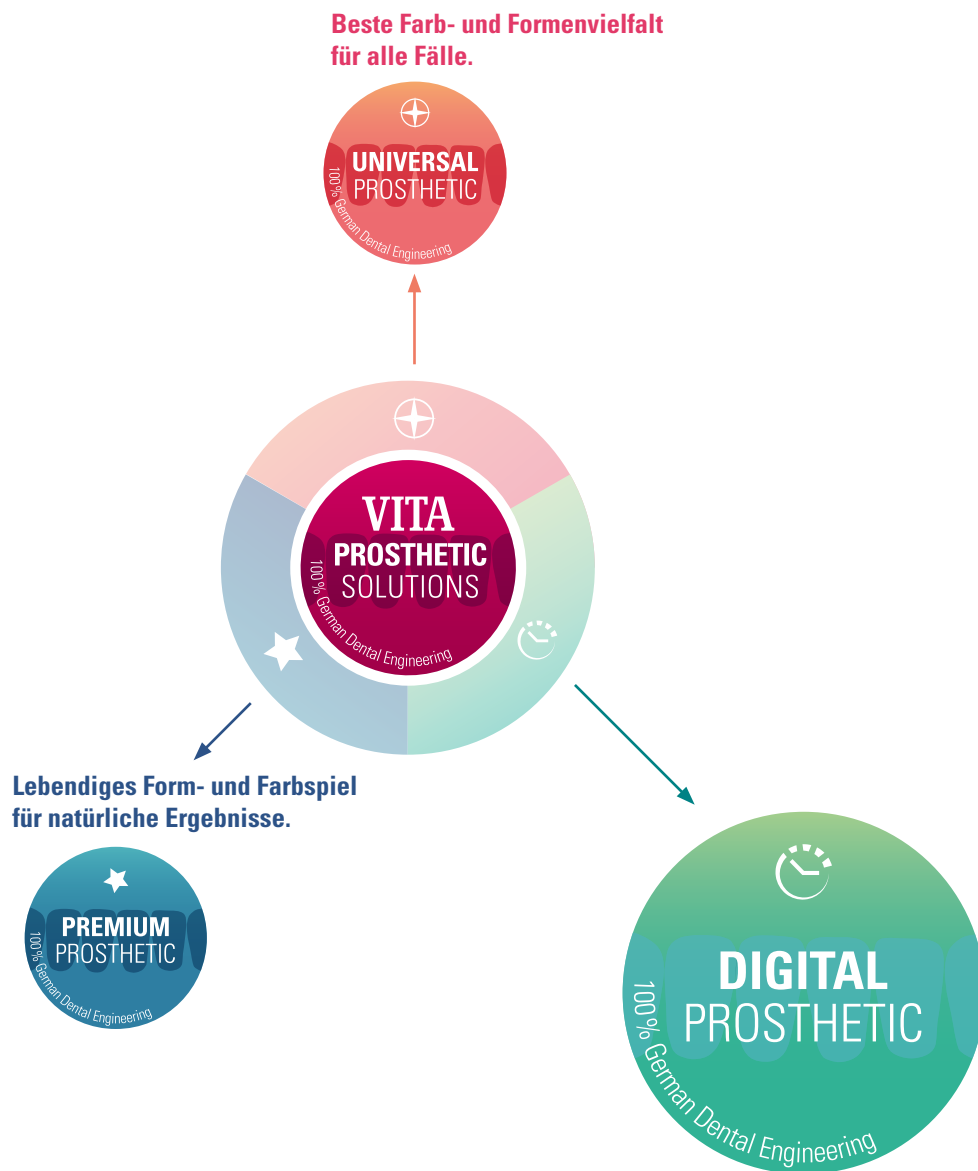 Beste Farb- und Formenvielfalt
für alle Fälle.
UNIVERSAL
PROSTHETIC
100% German Dental Engineering
VITA
PROSTHETIC
SOLUTIONS
100% German Dental Engineering
Lebendiges Form- und Farbspiel
für natürliche Ergebnisse.
PREMIUM
PROSTHETIC
100% German Dental Engineering
DIGITAL
PROSTHETIC
100% German Dental Engineering